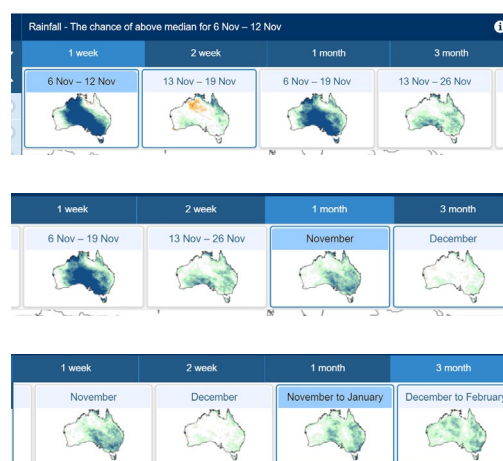 Rainfall - The chance of above median for 6 Nov – 12 Nov
1 week 2 week 1 month 3 month
6 Nov – 12 Nov 13 Nov – 19 Nov 6 Nov – 19 Nov 13 Nov – 26 Nov
1 week 2 week 1 month 3 month
6 Nov – 19 Nov 13 Nov – 26 Nov November December
1 week 2 week 1 month 3 month
November December November to January December to February